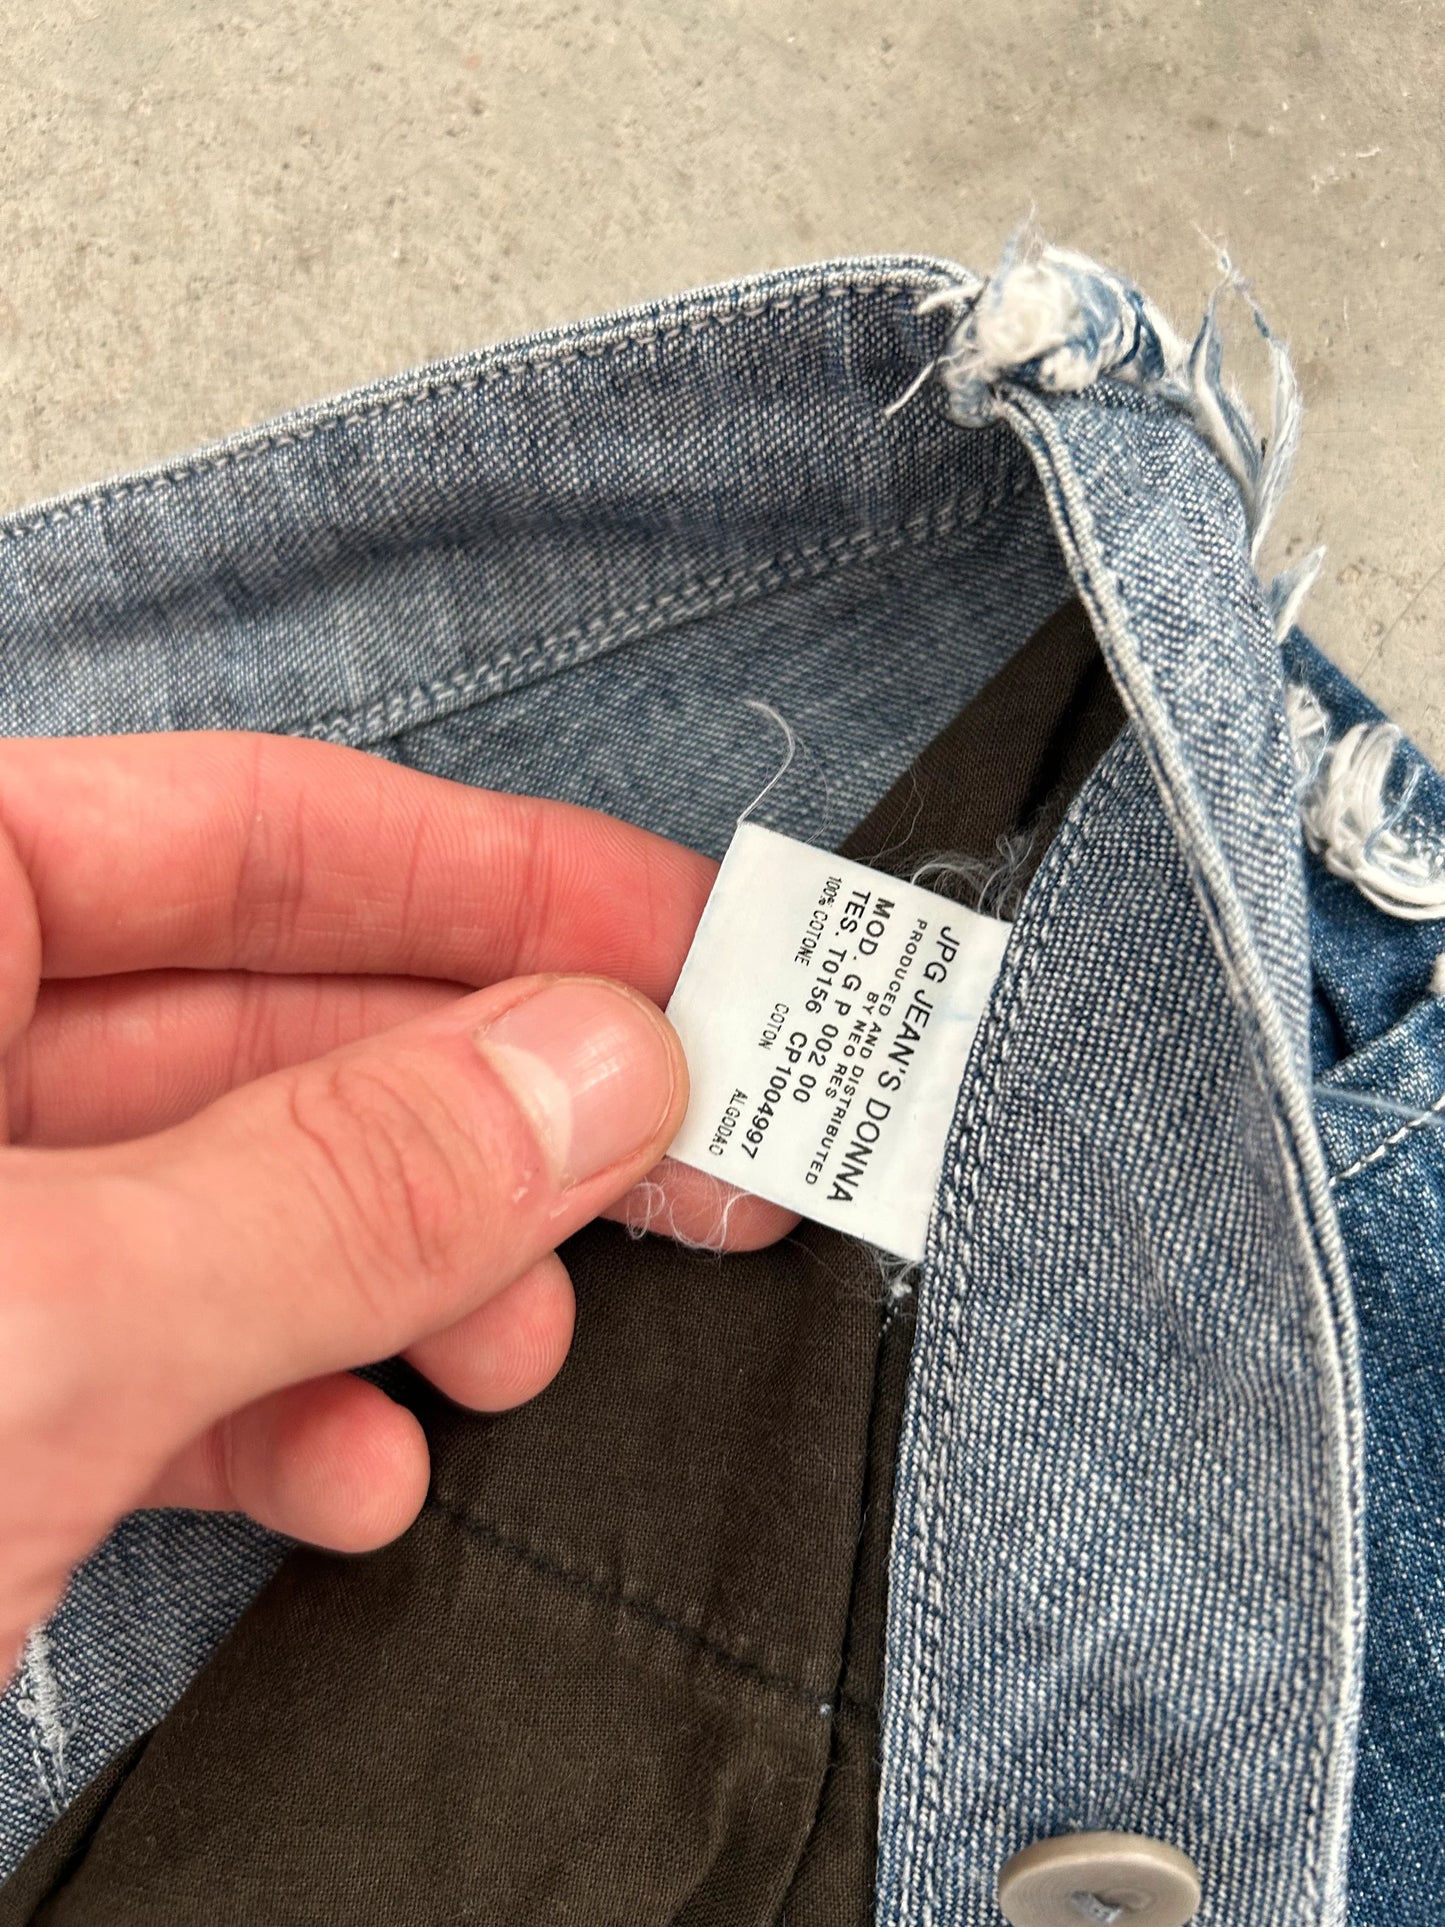 JPG JEAN'S DONNA
PRODUCED AND DISTRIBUTED
BY NEO RES
MOD. G P 002 00
TES. T0156 CP1004997
100% COTONE COTON ALGODAO